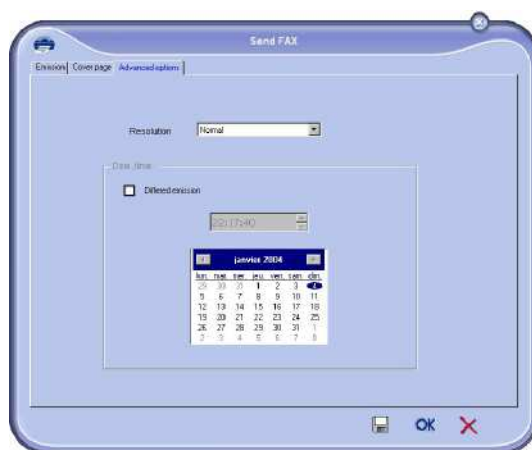 Send FAX
Emission Cover page Advanced options
Resolution Normal
Date /time
Differed emission
22:17:40
janvier 2004
lun. mar. mer. jeu. ven. sam. dim.
29 30 31 1 2 3 4
5 6 7 8 9 10 11
12 13 14 15 16 17 18
19 20 21 22 23 24 25
26 27 28 29 30 31 1
2 3 4 5 6 7 8
OK